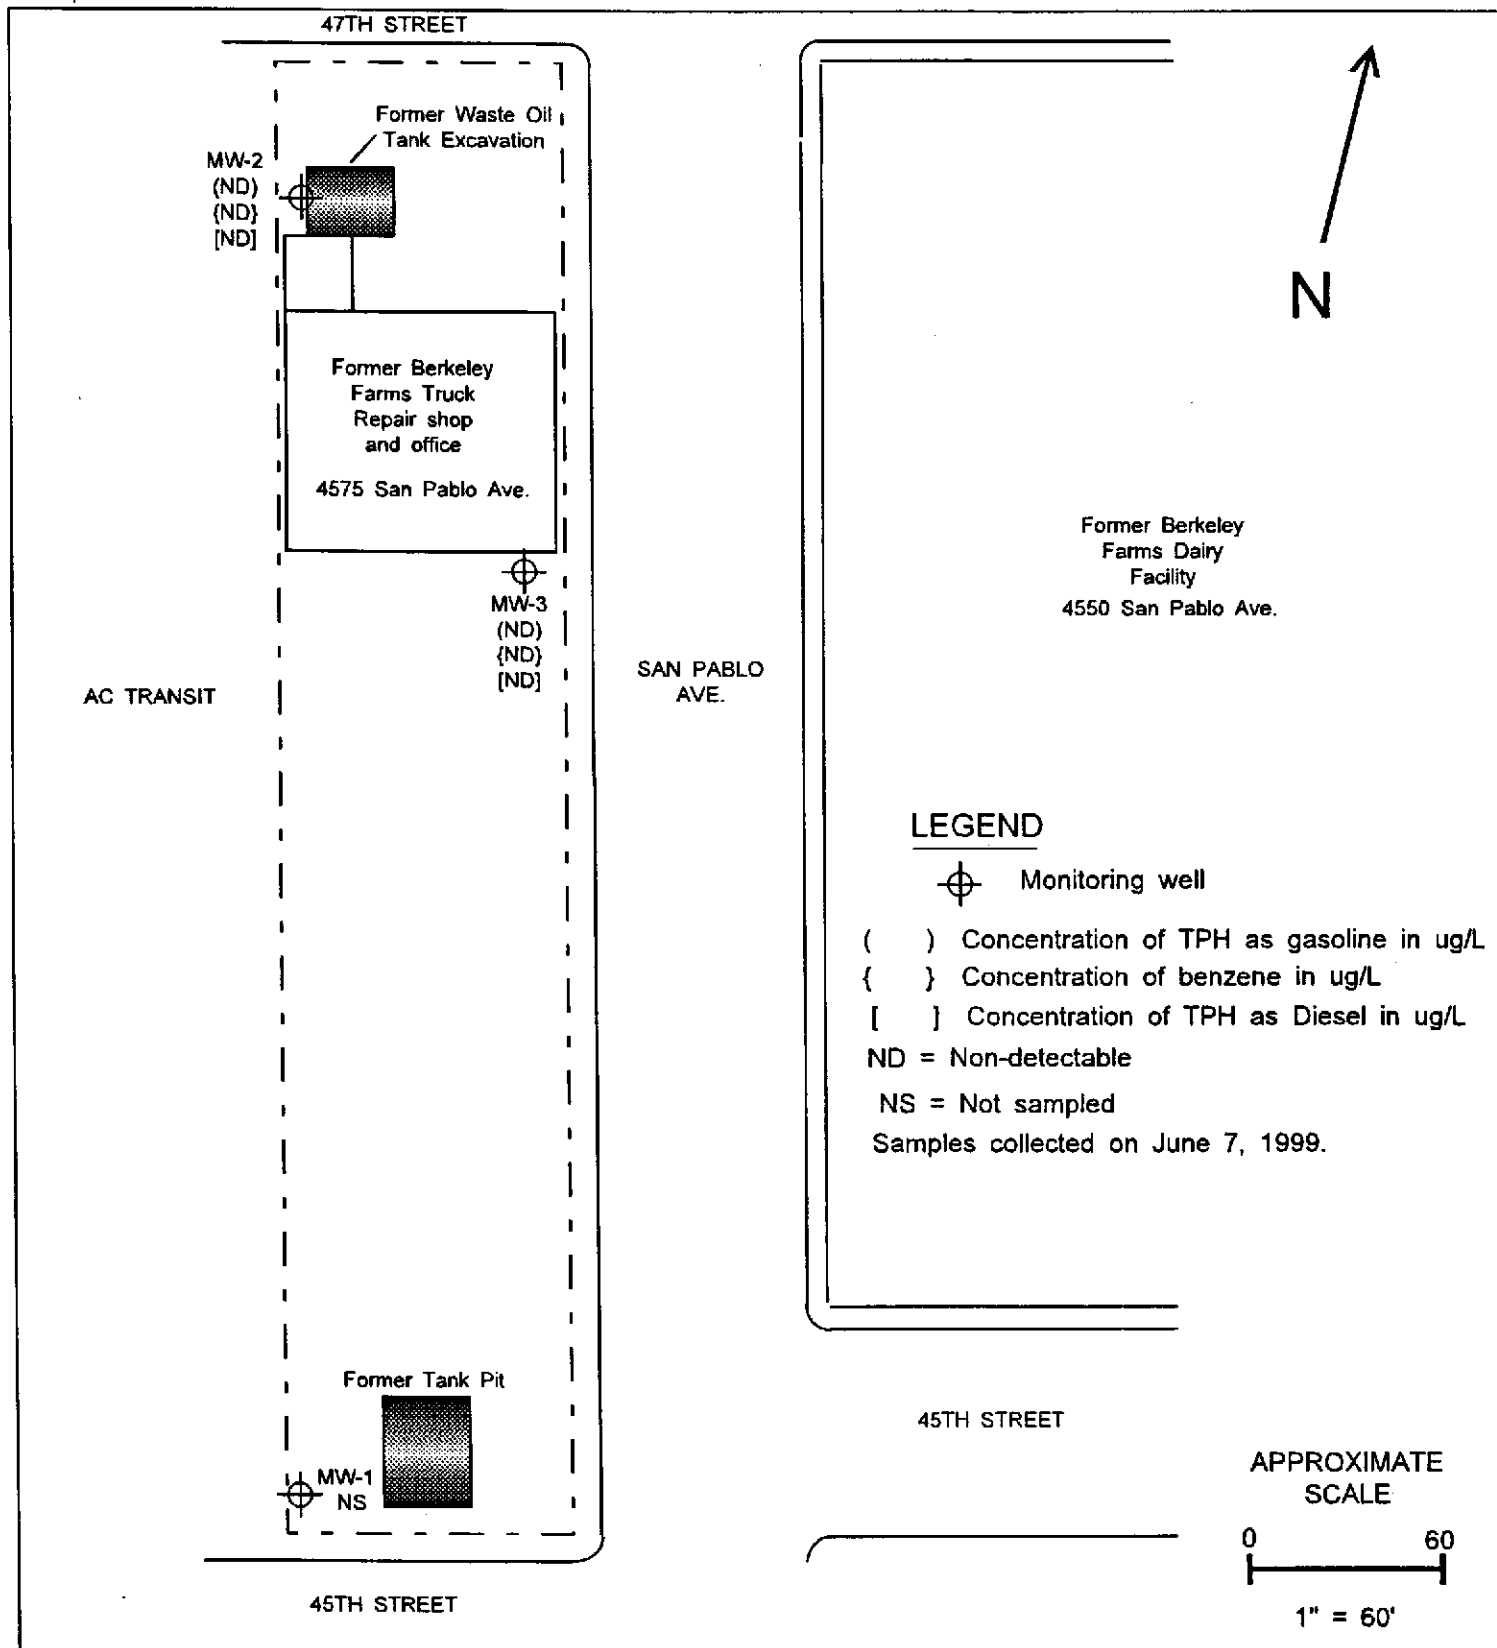 47TH STREET
Former Waste Oil
Tank Excavation
MW-2
(ND)
{ND}
[ND]
N
Former Berkeley
Farms Truck
Repair shop
and office
4575 San Pablo Ave.
Former Berkeley
Farms Dairy
Facility
4550 San Pablo Ave.
MW-3
(ND)
{ND}
[ND]
AC TRANSIT
SAN PABLO
AVE.
LEGEND
Monitoring well
( ) Concentration of TPH as gasoline in ug/L
{ } Concentration of benzene in ug/L
[ ] Concentration of TPH as Diesel in ug/L
ND = Non-detectable
NS = Not sampled
Samples collected on June 7, 1999.
Former Tank Pit
MW-1
NS
45TH STREET
45TH STREET
APPROXIMATE
SCALE
0 60
1" = 60'